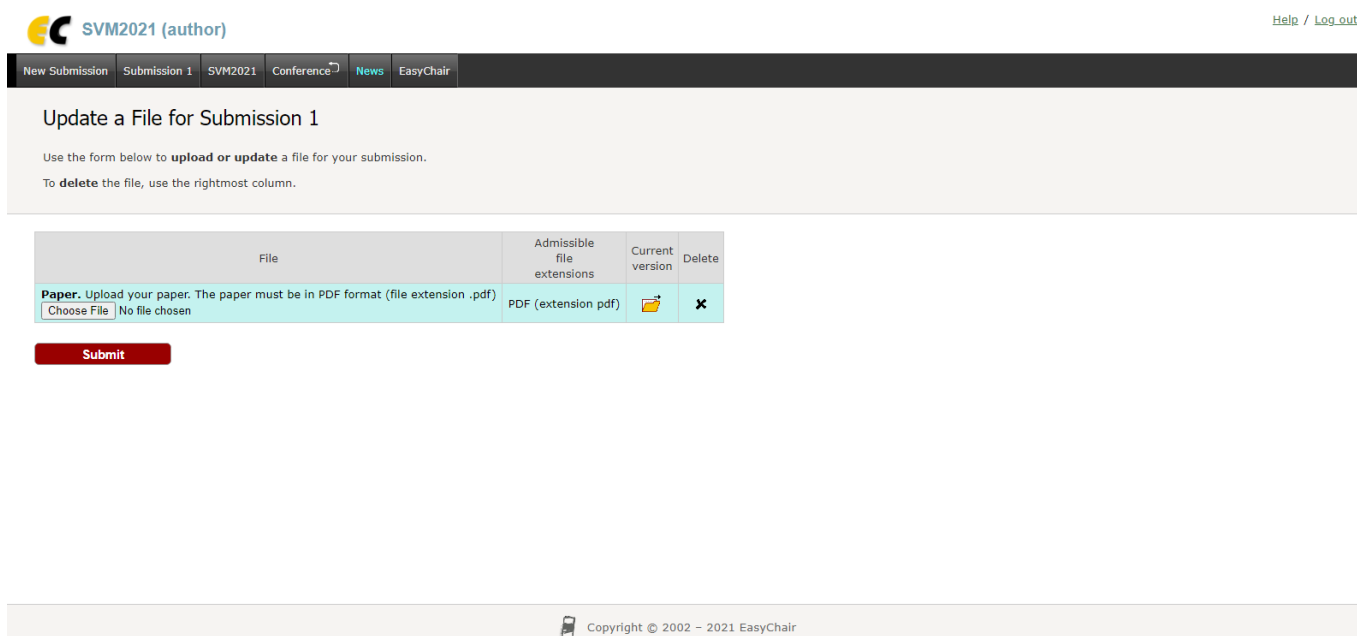 EC SVM2021 (author)
Help / Log out
New Submission Submission 1 SVM2021 Conference News EasyChair
Update a File for Submission 1
Use the form below to upload or update a file for your submission.
To delete the file, use the rightmost column.
File
Admissible
file
extensions
Current
version
Delete
Paper. Upload your paper. The paper must be in PDF format (file extension .pdf)
Choose File No file chosen
PDF (extension pdf)
Submit
Copyright © 2002 – 2021 EasyChair